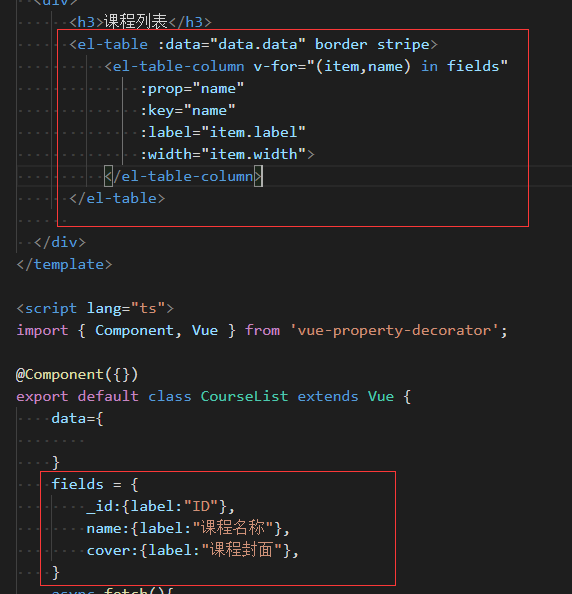 <div>
<h3>课程列表</h3>
<el-table :data="data.data" border stripe>
<el-table-column v-for="(item,name) in fields"
:prop="name"
:key="name"
:label="item.label"
:width="item.width">
</el-table-column>
</el-table>
</div>
</template>
<script lang="ts">
import { Component, Vue } from 'vue-property-decorator';
@Component({})
export default class CourseList extends Vue {
data={
}
fields = {
_id:{label:"ID"},
name:{label:"课程名称"},
cover:{label:"课程封面"},
}
async fetch(){